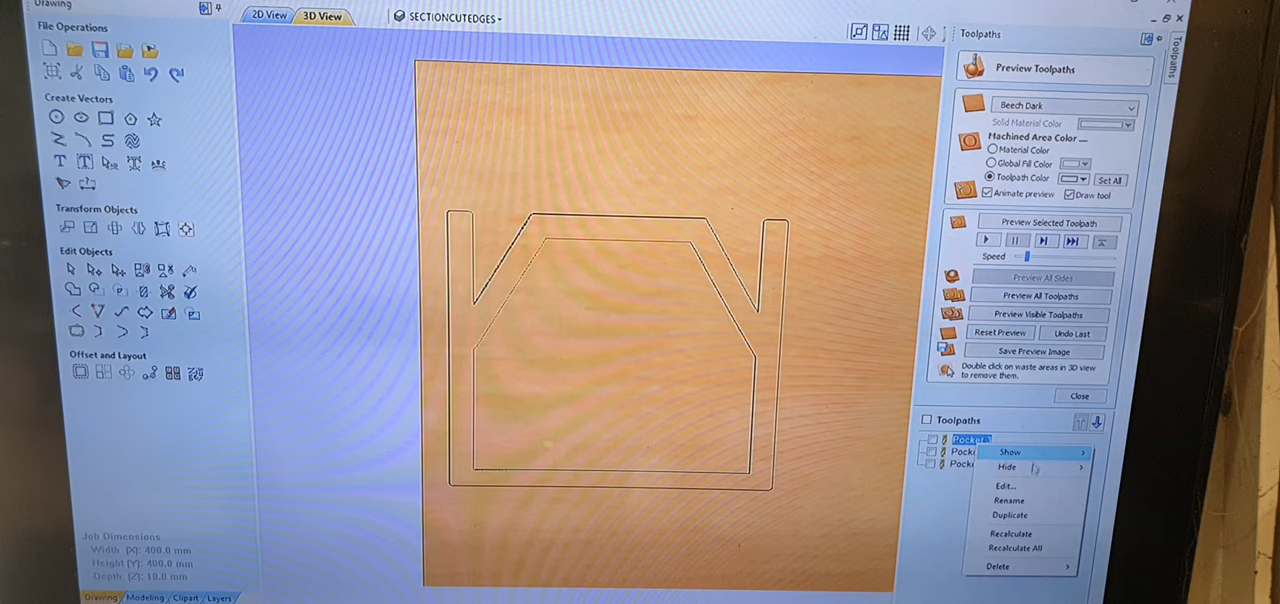 Drawing
File Operations
Create Vectors
Transform Objects
Edit Objects
Offset and Layout
Job Dimensions
Width (X): 400.0 mm
Height (Y): 400.0 mm
Depth (Z): 10.0 mm
Drawing Modeling Clipart Layers
2D View 3D View SECTIONCUTEDGES
Toolpaths
Toolpaths
Preview Toolpaths
Beech Dark
Solid Material Color
Machined Area Color ....
Material Color
Global Fill Color
Toolpath Color Set All
Animate preview Draw tool
Preview Selected Toolpath
Speed
Preview All Sides
Preview All Toolpaths
Preview Visible Toolpaths
Reset Preview Undo Last
Save Preview Image
Double click on waste areas in 3D view
to remove them.
Close
Toolpaths
Pocket
Pocke
Pocke
Show
Hide
Edit...
Rename
Duplicate
Recalculate
Recalculate All
Delete